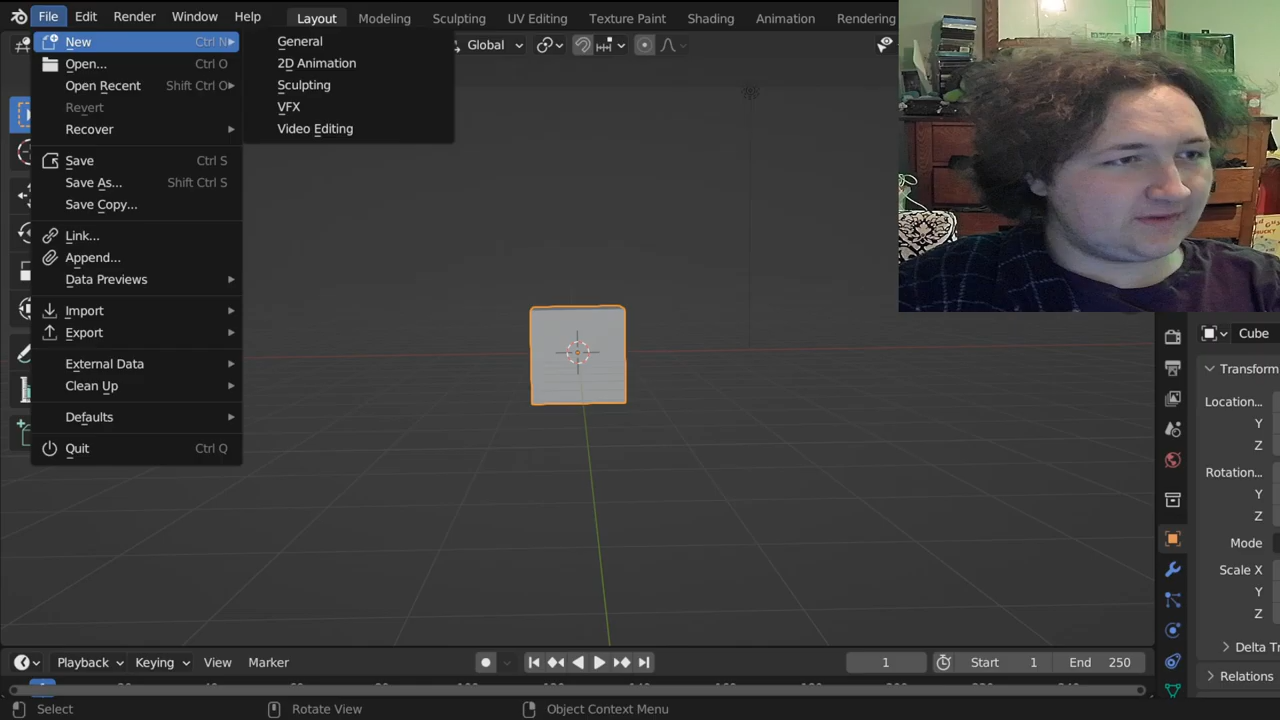 File Edit Render Window Help Layout Modeling Sculpting UV Editing Texture Paint Shading Animation Rendering
New Ctrl N
Open... Ctrl O
Open Recent Shift Ctrl O
Revert
Recover
Save Ctrl S
Save As... Shift Ctrl S
Save Copy...
Link...
Append...
Data Previews
Import
Export
External Data
Clean Up
Defaults
Quit Ctrl Q
General
2D Animation
Sculpting
VFX
Video Editing
Global
Cube
Transform
Location...
Y
Z
Rotation...
Y
Z
Mode
Scale X
Y
Z
Delta Tr
Relations
Playback Keying View Marker 1 Start 1 End 250
Select Rotate View Object Context Menu